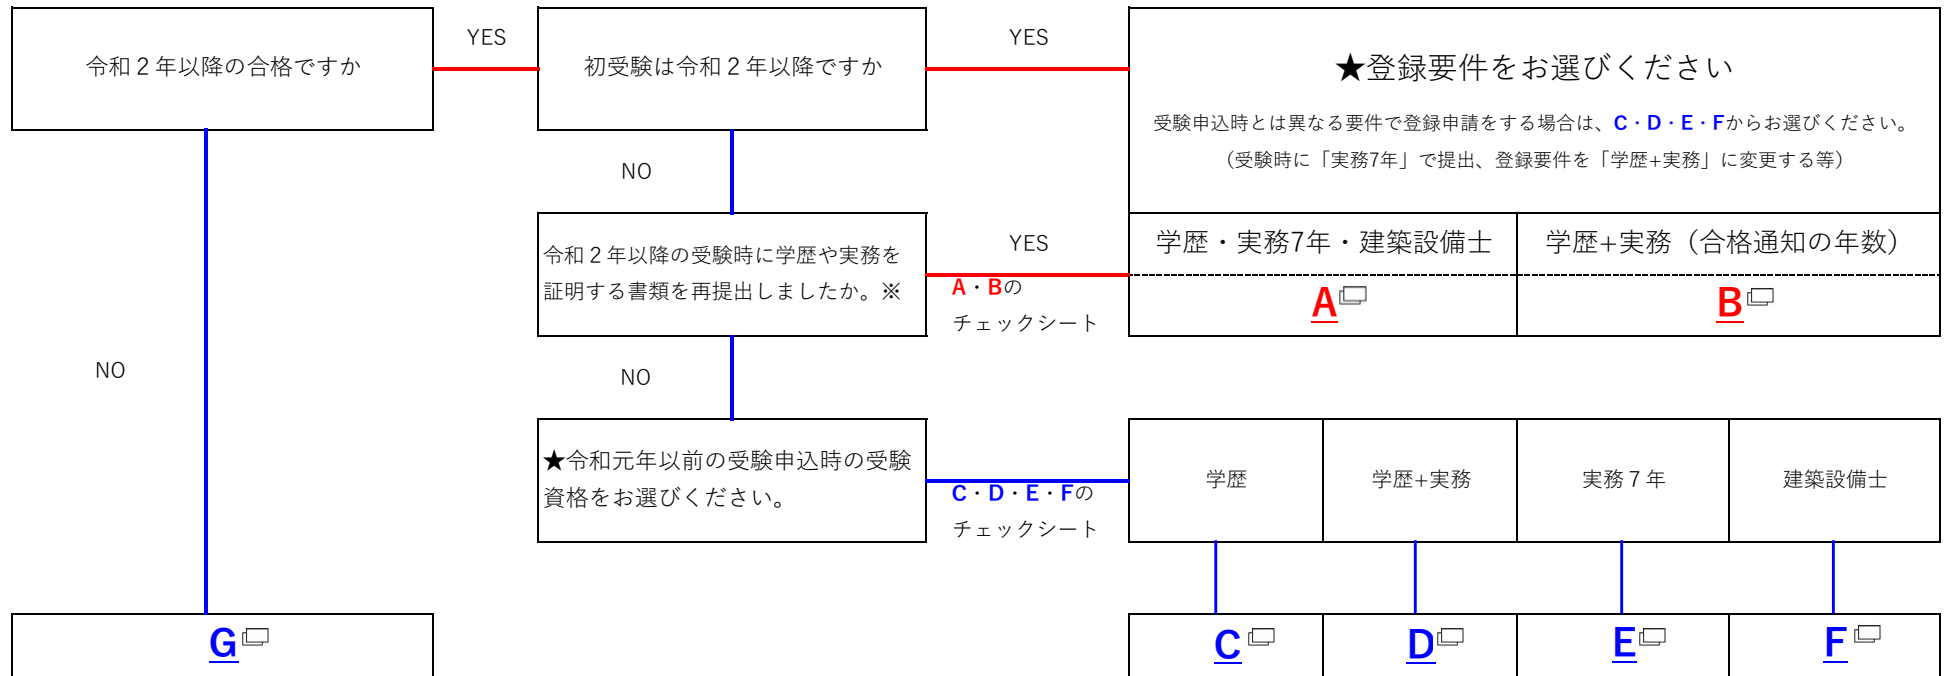 令和２年以降の合格ですか
YES
初受験は令和２年以降ですか
YES
★登録要件をお選びください
受験申込時とは異なる要件で登録申請をする場合は、C・D・E・Fからお選びください。
（受験時に「実務7年」で提出、登録要件を「学歴+実務」に変更する等）
NO
令和２年以降の受験時に学歴や実務を
証明する書類を再提出しましたか。※
YES
A・Bの
チェックシート
学歴・実務7年・建築設備士
学歴+実務（合格通知の年数）
A
B
NO
NO
★令和元年以前の受験申込時の受験
資格をお選びください。
C・D・E・Fの
チェックシート
学歴
学歴+実務
実務７年
建築設備士
G
C
D
E
F